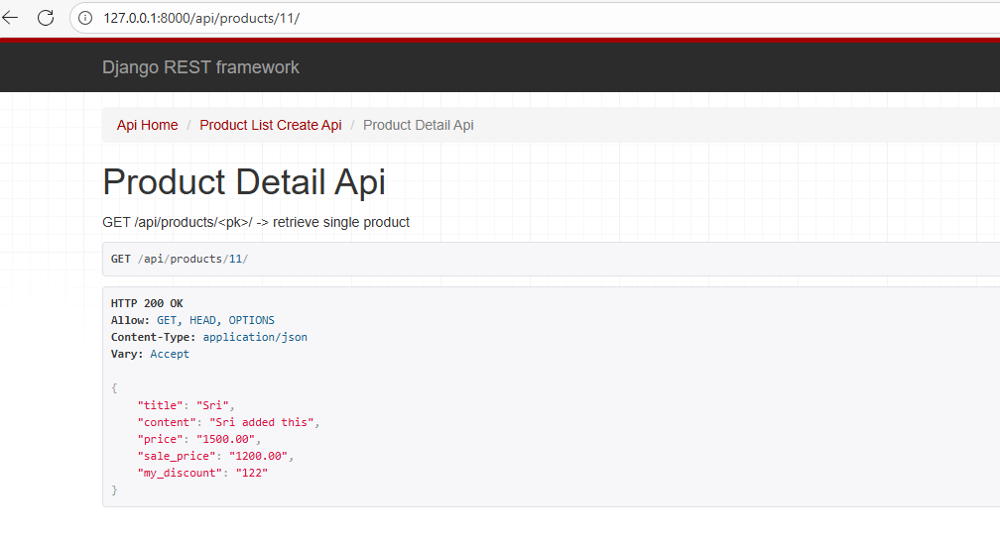 127.0.0.1:8000/api/products/11/
Django REST framework
Api Home / Product List Create Api / Product Detail Api
Product Detail Api
GET /api/products/<pk>/ -> retrieve single product
GET /api/products/11/
HTTP 200 OK
Allow: GET, HEAD, OPTIONS
Content-Type: application/json
Vary: Accept
{
    "title": "Sri",
    "content": "Sri added this",
    "price": "1500.00",
    "sale_price": "1200.00",
    "my_discount": "122"
}